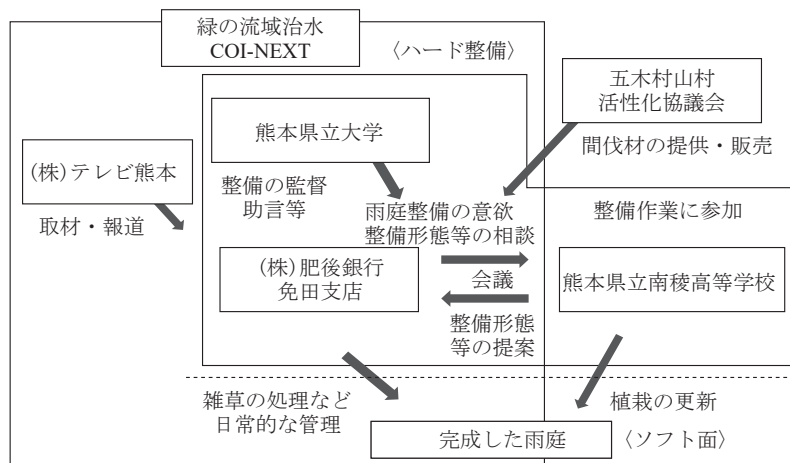 緑の流域治水
COI-NEXT
〈ハード整備〉
五木村山村
活性化協議会
熊本県立大学
間伐材の提供・販売
(株)テレビ熊本
整備の監督
助言等
取材・報道
雨庭整備の意欲
整備形態等の相談
整備作業に参加
(株)肥後銀行
免田支店
会議
熊本県立南稜高等学校
整備形態
等の提案
雑草の処理など
日常的な管理
植栽の更新
完成した雨庭
〈ソフト面〉